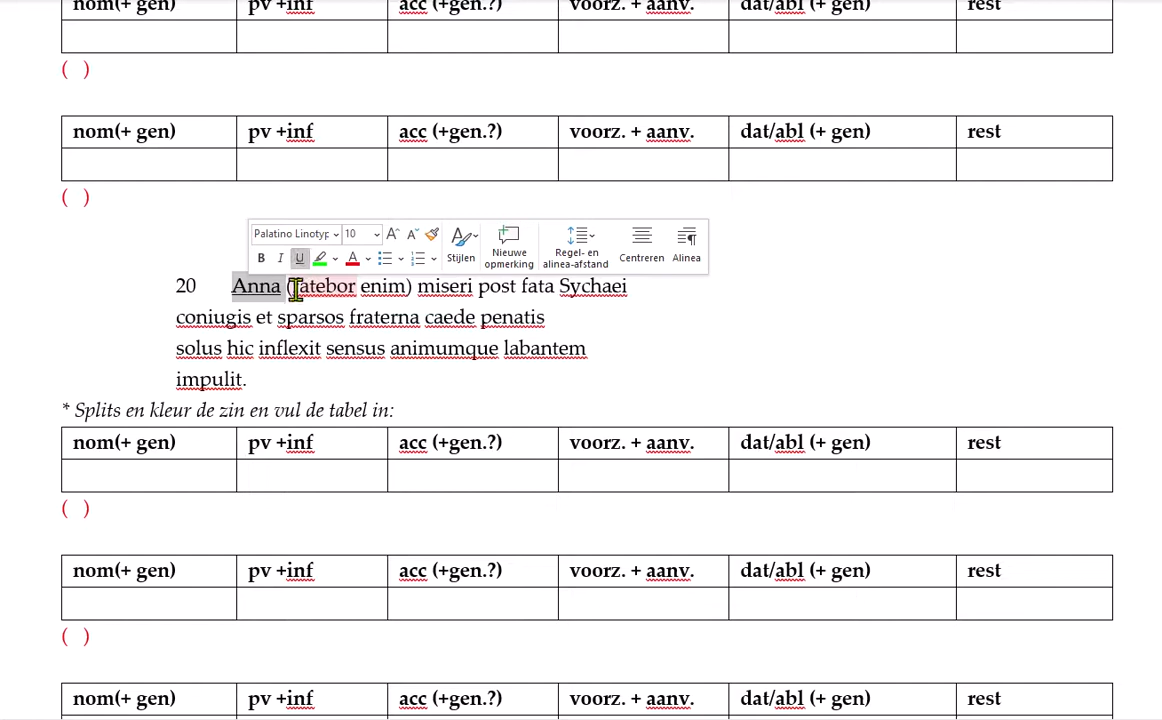 nom(+ gen) pv +inf acc (+gen.?) voorz. + aanv. dat/abl (+ gen) rest
( )
nom(+ gen) pv +inf acc (+gen.?) voorz. + aanv. dat/abl (+ gen) rest
( )
Palatino Linotyp 10 A A
B I U A Stijlen Nieuwe opmerking Regel- en alinea-afstand Centreren Alinea
20 Anna (fatebor enim) miseri post fata Sychaei
coniugis et sparsos fraterna caede penatis
solus hic inflexit sensus animumque labantem
impulit.
* Splits en kleur de zin en vul de tabel in:
nom(+ gen) pv +inf acc (+gen.?) voorz. + aanv. dat/abl (+ gen) rest
( )
nom(+ gen) pv +inf acc (+gen.?) voorz. + aanv. dat/abl (+ gen) rest
( )
nom(+ gen) pv +inf acc (+gen.?) voorz. + aanv. dat/abl (+ gen) rest